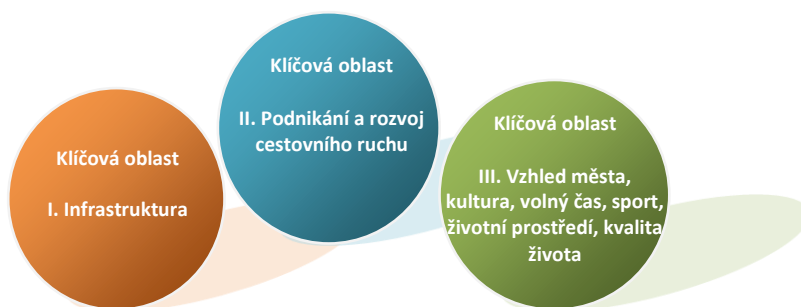 Klíčová oblast
I. Infrastruktura
Klíčová oblast
II. Podnikání a rozvoj
cestovního ruchu
Klíčová oblast
III. Vzhled města,
kultura, volný čas, sport,
životní prostředí, kvalita
života